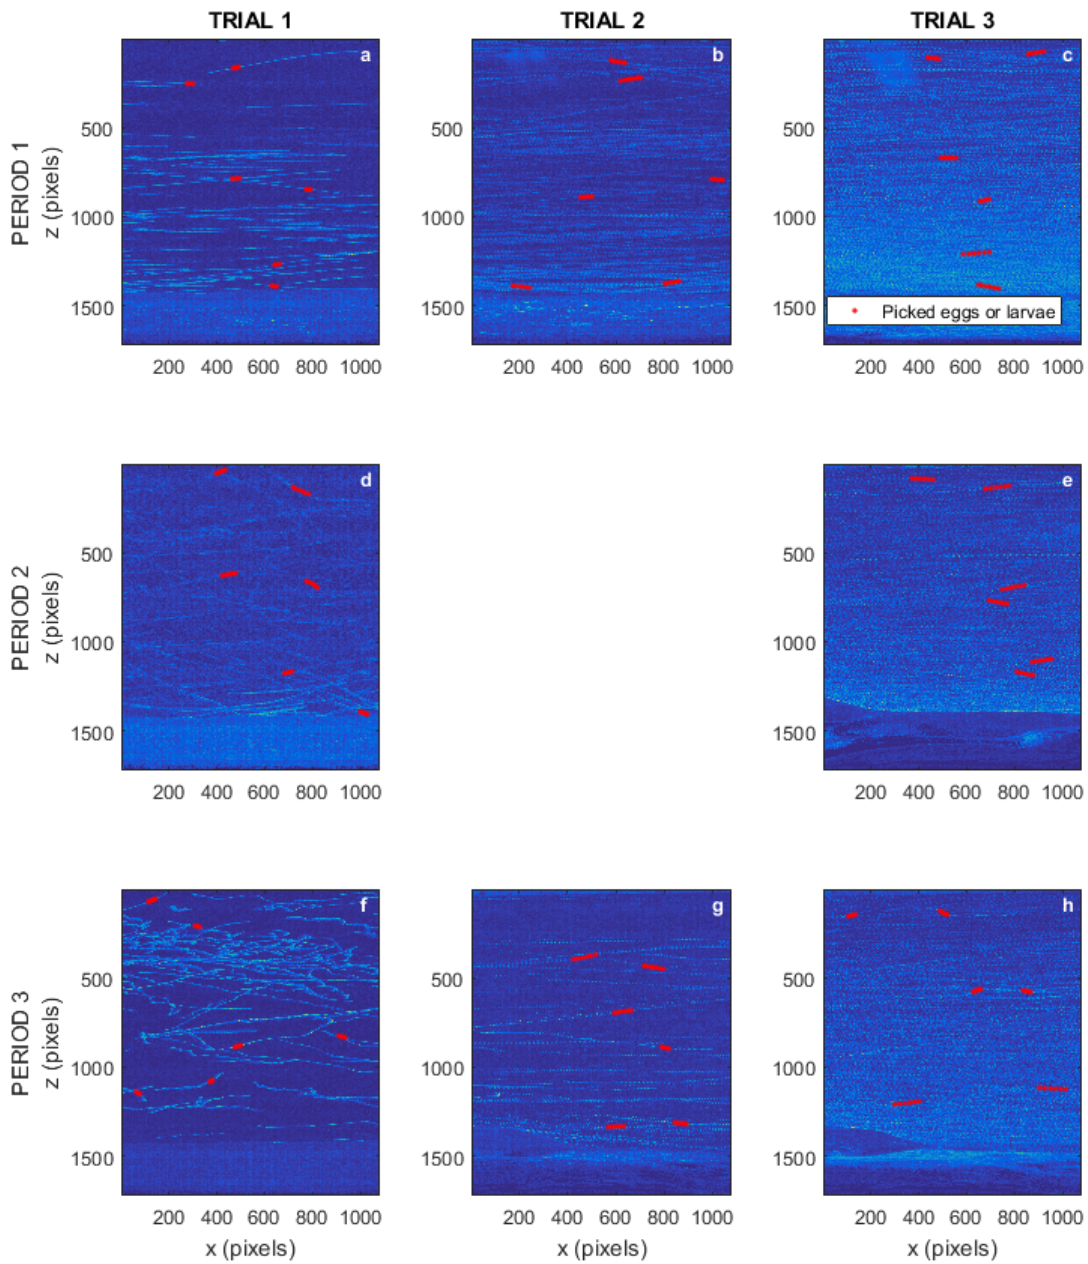 TRIAL 1 TRIAL 2 TRIAL 3
PERIOD 1
z (pixels)
a b c
500 500 500
1000 1000 1000
1500 1500 1500
Picked eggs or larvae
200 400 600 800 1000 200 400 600 800 1000 200 400 600 800 1000
PERIOD 2
z (pixels)
d e
500 500
1000 1000
1500 1500
200 400 600 800 1000 200 400 600 800 1000
PERIOD 3
z (pixels)
f g h
500 500 500
1000 1000 1000
1500 1500 1500
200 400 600 800 1000 200 400 600 800 1000 200 400 600 800 1000
x (pixels) x (pixels) x (pixels)